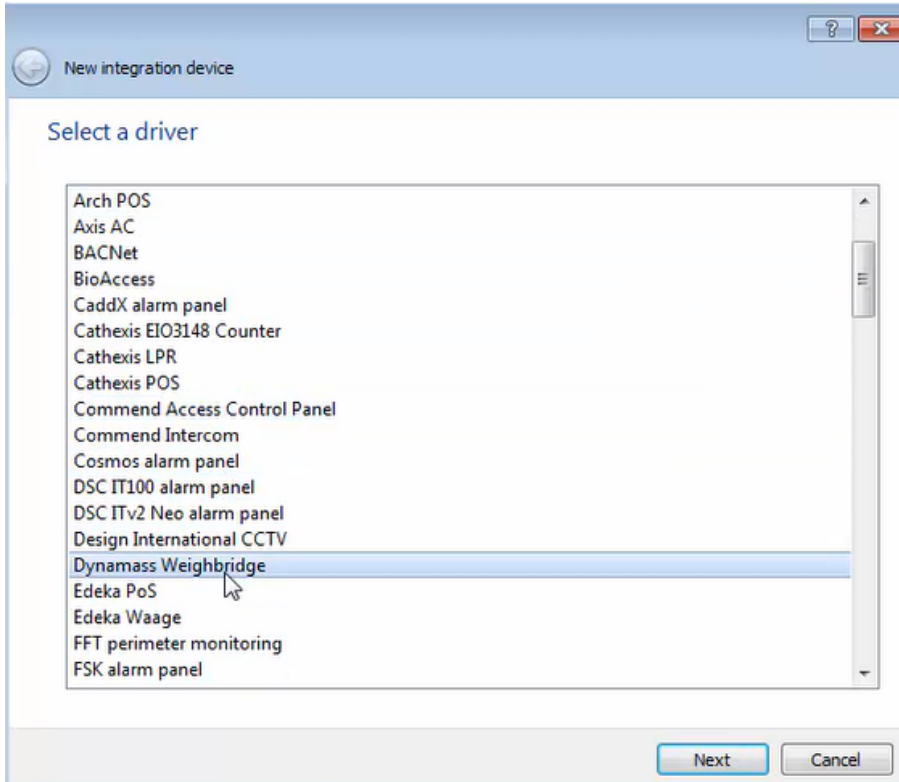 New integration device
Select a driver
Arch POS
Axis AC
BACNet
BioAccess
CaddX alarm panel
Cathexis EIO3148 Counter
Cathexis LPR
Cathexis POS
Commend Access Control Panel
Commend Intercom
Cosmos alarm panel
DSC IT100 alarm panel
DSC ITv2 Neo alarm panel
Design International CCTV
Dynamass Weighbridge
Edeka PoS
Edeka Waage
FFT perimeter monitoring
FSK alarm panel
Next Cancel